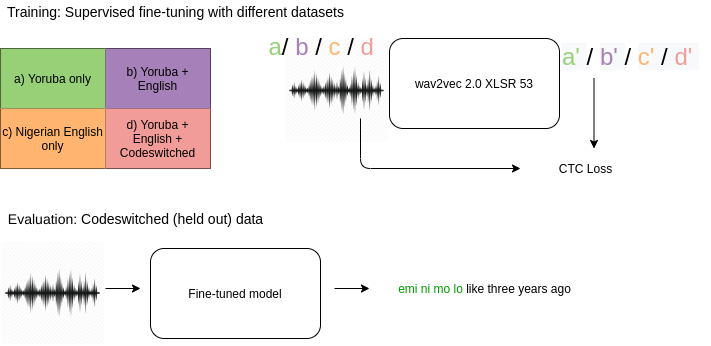 Training: Supervised fine-tuning with different datasets
a/ b / c / d
a' / b' / c' / d'
a) Yoruba only
b) Yoruba +
English
wav2vec 2.0 XLSR 53
c) Nigerian English
only
d) Yoruba +
English +
Codeswitched
CTC Loss
Evaluation: Codeswitched (held out) data
Fine-tuned model
emi ni mo lo like three years ago